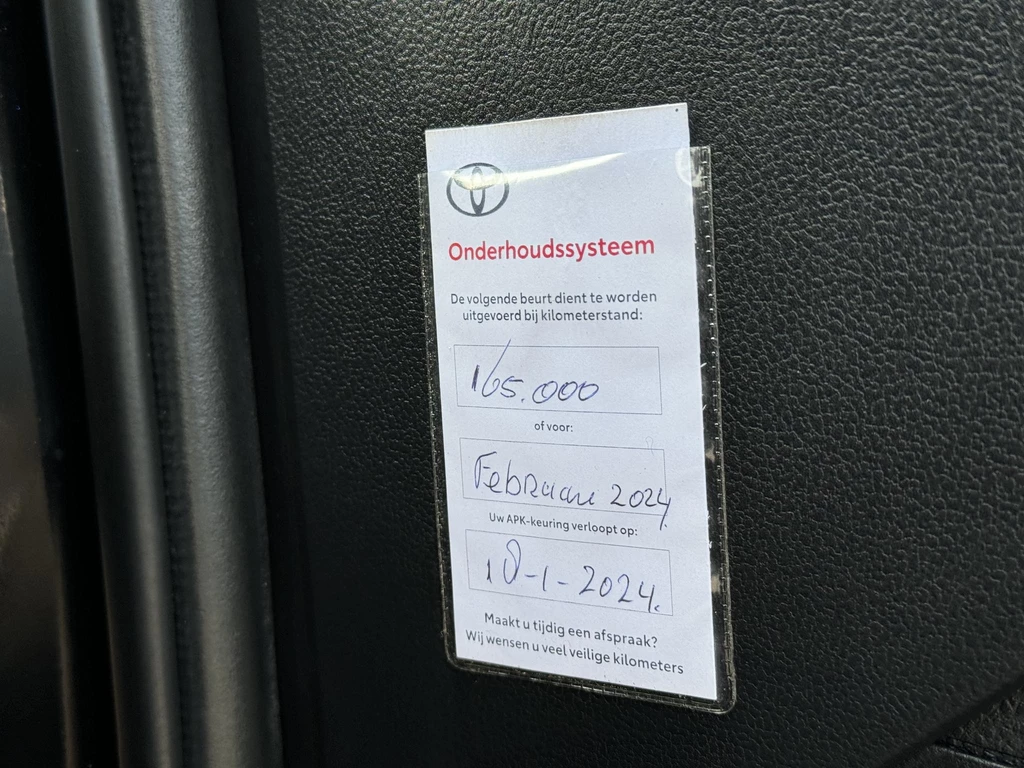 Onderhoudssysteem
De volgende beurt dient te worden
uitgevoerd bij kilometerstand:
165.000
of voor:
Februari 2024
Uw APK-keuring verloopt op:
18-1-2024.
Maakt u tijdig een afspraak?
Wij wensen u veel veilige kilometers